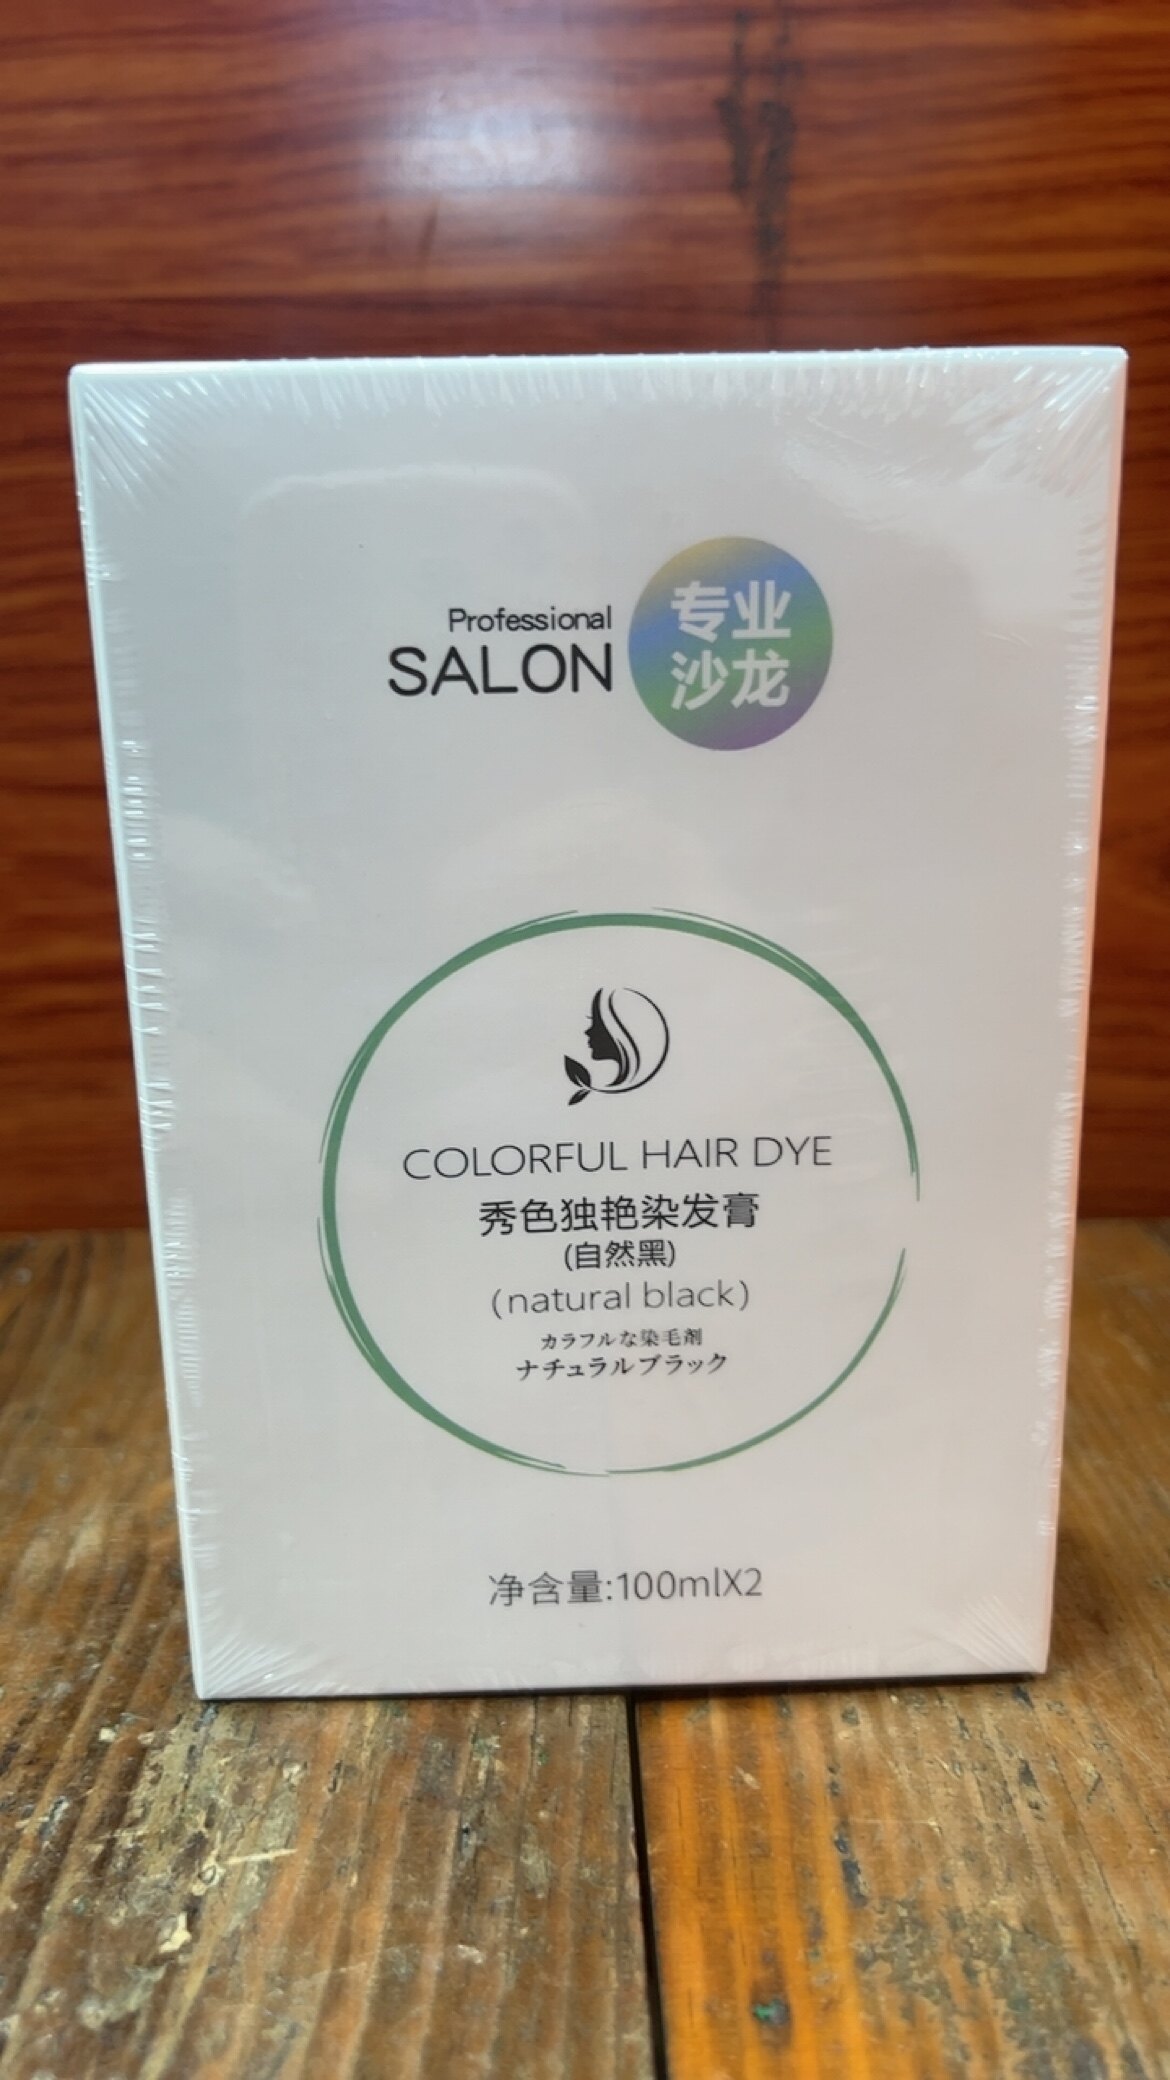 Professional
SALON
专业
沙龙
COLORFUL HAIR DYE
秀色独艳染发膏
(自然黑)
(natural black)
カラフルな染毛剤
ナチュラルブラック
净含量:100mlX2